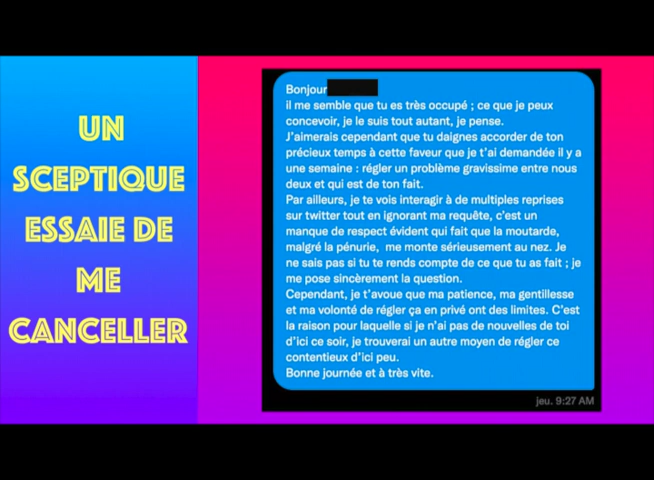 UN
SCEPTIQUE
ESSAIE DE
ME
CANCELLER
Bonjour
il me semble que tu es très occupé ; ce que je peux
concevoir, je le suis tout autant, je pense.
J'aimerais cependant que tu daignes accorder de ton
précieux temps à cette faveur que je t'ai demandée il y a
une semaine : régler un problème gravissime entre nous
deux et qui est de ton fait.
Par ailleurs, je te vois interagir à de multiples reprises
sur twitter tout en ignorant ma requête, c'est un
manque de respect évident qui fait que la moutarde,
malgré la pénurie, me monte sérieusement au nez. Je
ne sais pas si tu te rends compte de ce que tu as fait ; je
me pose sincèrement la question.
Cependant, je t'avoue que ma patience, ma gentillesse
et ma volonté de régler ça en privé ont des limites. C'est
la raison pour laquelle si je n'ai pas de nouvelles de toi
d'ici ce soir, je trouverai un autre moyen de régler ce
contentieux d'ici peu.
Bonne journée et à très vite.
jeu. 9:27 AM